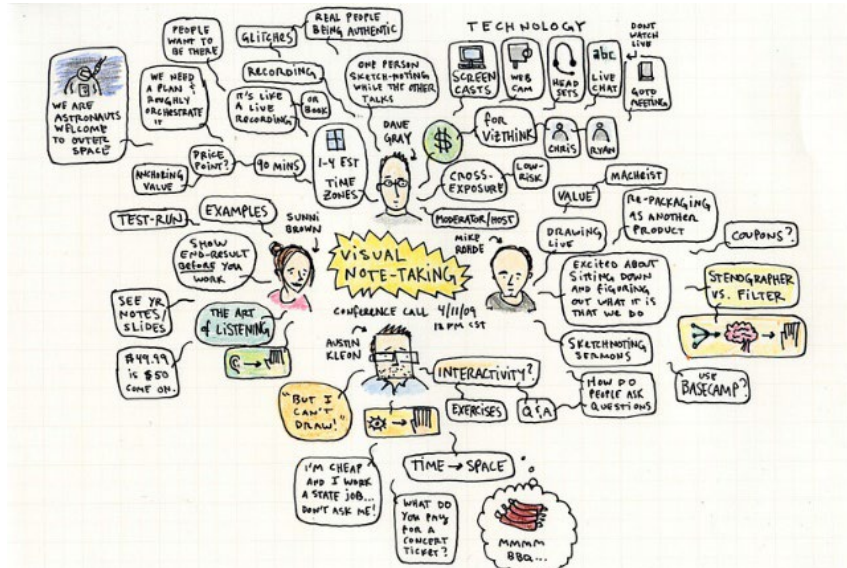 PEOPLE
WANT TO
BE THERE
GLITCHES
REAL PEOPLE
BEING AUTHENTIC
RECORDING
WE ARE
ASTRONAUTS
WELCOME
TO OUTER
SPACE
WE NEED
A PLAN &
ROUGHLY
ORCHESTRATE
IT
IT'S LIKE
A LIVE
RECORDING
OR
BOOK
ONE PERSON
SKETCH-NOTING
WHILE THE OTHER
TALKS
TECHNOLOGY
SCREEN
CASTS
WEB
CAM
HEAD
SETS
abc
LIVE
CHAT
DONT
WATCH
LIVE
GOTO
MEETING
ANCHORING
VALUE
PRICE
POINT?
90 MINS
1-4 EST
TIME
ZONES
DAVE
GRAY
$
for
VIZTHINK
CHRIS
RYAN
CROSS-
EXPOSURE
LOW-
RISK
MODERATOR/HOST
TEST-RUN
EXAMPLES
SUNNI
BROWN
SHOW
END-RESULT
BEFORE YOU
WORK
SEE YR
NOTES/
SLIDES
THE ART
of LISTENING
$49.99
IS $50
COME ON.
VISUAL
NOTE-TAKING
CONFERENCE CALL 4/11/09
12 PM CST
MIKE
ROHDE
DRAWING
LIVE
VALUE
MACHEIST
RE-PACKAGING
AS ANOTHER
PRODUCT
COUPONS?
EXCITED ABOUT
SITTING DOWN
AND FIGURING
OUT WHAT IT IS
THAT WE DO
STENOGRAPHER
VS. FILTER
SKETCHNOTING
SERMONS
USE
BASECAMP?
AUSTIN
KLEON
"BUT I
CAN'T
DRAW!"
INTERACTIVITY?
EXERCISES
Q & A
HOW DO
PEOPLE ASK
QUESTIONS
I'M CHEAP
AND I WORK
A STATE JOB...
DON'T ASK ME!
TIME → SPACE
WHAT DO
YOU PAY
FOR A
CONCERT
TICKET?
MMMM
BBQ...